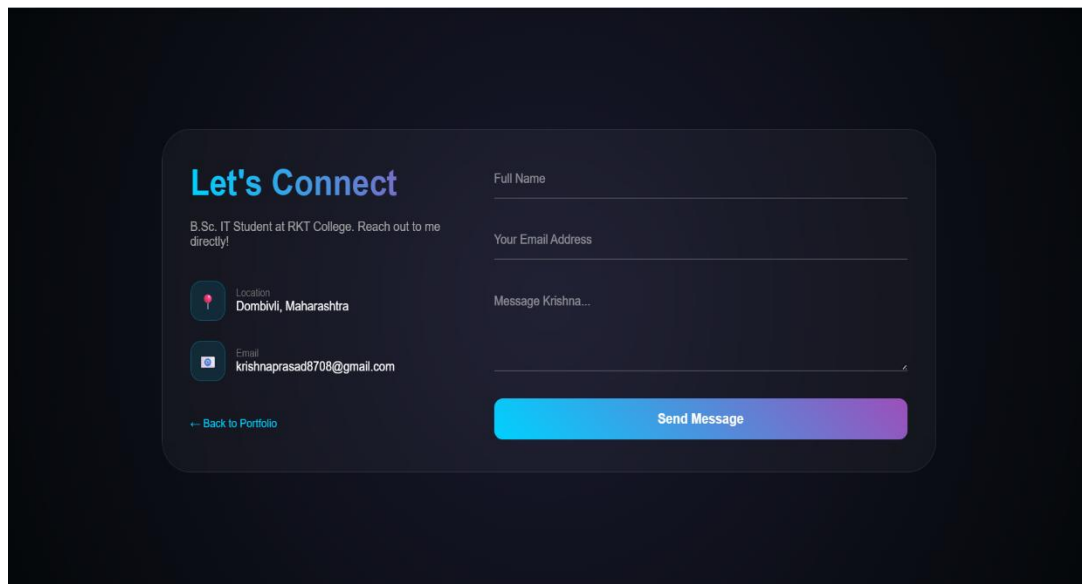 Let's Connect
B.Sc. IT Student at RKT College. Reach out to me
directly!
Location
Dombivli, Maharashtra
Email
krishnaprasad8708@gmail.com
← Back to Portfolio
Full Name
Your Email Address
Message Krishna...
Send Message